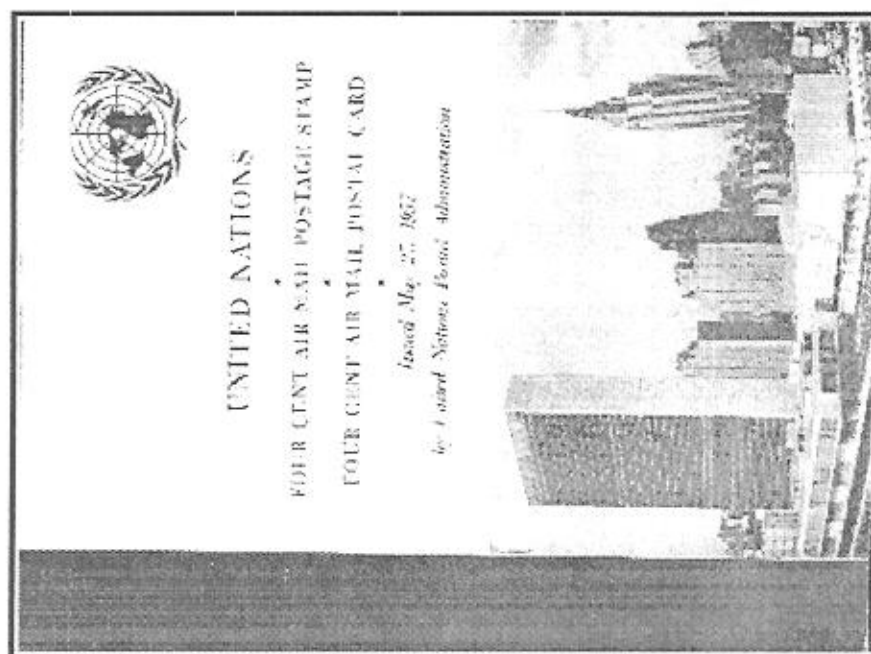 UNITED NATIONS
FOUR CENT AIR MAIL POSTAGE STAMP
FOUR CENT AIR MAIL POSTAL CARD
Issued May 27, 1957
by United Nations Postal Administration